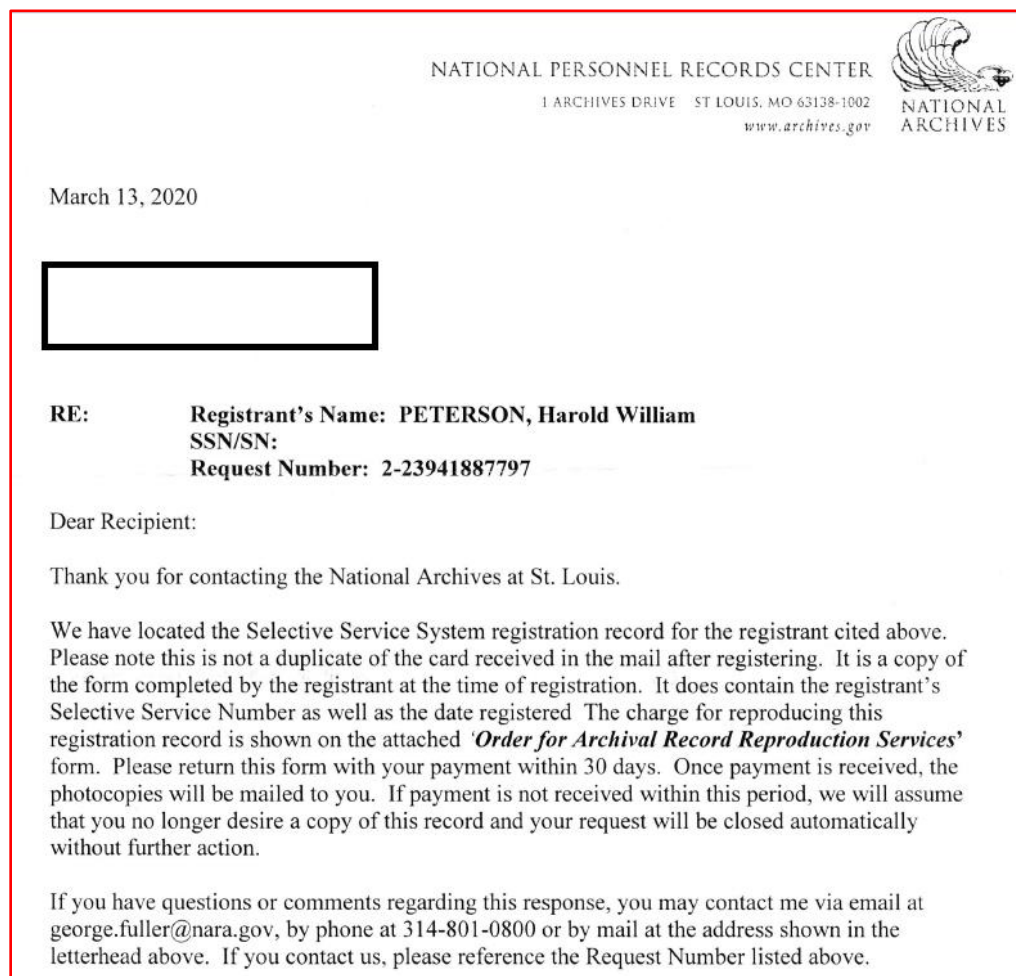 NATIONAL PERSONNEL RECORDS CENTER
1 ARCHIVES DRIVE ST LOUIS, MO 63138-1002
www.archives.gov
NATIONAL
ARCHIVES
March 13, 2020
RE: Registrant's Name: PETERSON, Harold William
SSN/SN:
Request Number: 2-23941887797
Dear Recipient:
Thank you for contacting the National Archives at St. Louis.
We have located the Selective Service System registration record for the registrant cited above.
Please note this is not a duplicate of the card received in the mail after registering. It is a copy of
the form completed by the registrant at the time of registration. It does contain the registrant's
Selective Service Number as well as the date registered The charge for reproducing this
registration record is shown on the attached 'Order for Archival Record Reproduction Services'
form. Please return this form with your payment within 30 days. Once payment is received, the
photocopies will be mailed to you. If payment is not received within this period, we will assume
that you no longer desire a copy of this record and your request will be closed automatically
without further action.
If you have questions or comments regarding this response, you may contact me via email at
george.fuller@nara.gov, by phone at 314-801-0800 or by mail at the address shown in the
letterhead above. If you contact us, please reference the Request Number listed above.